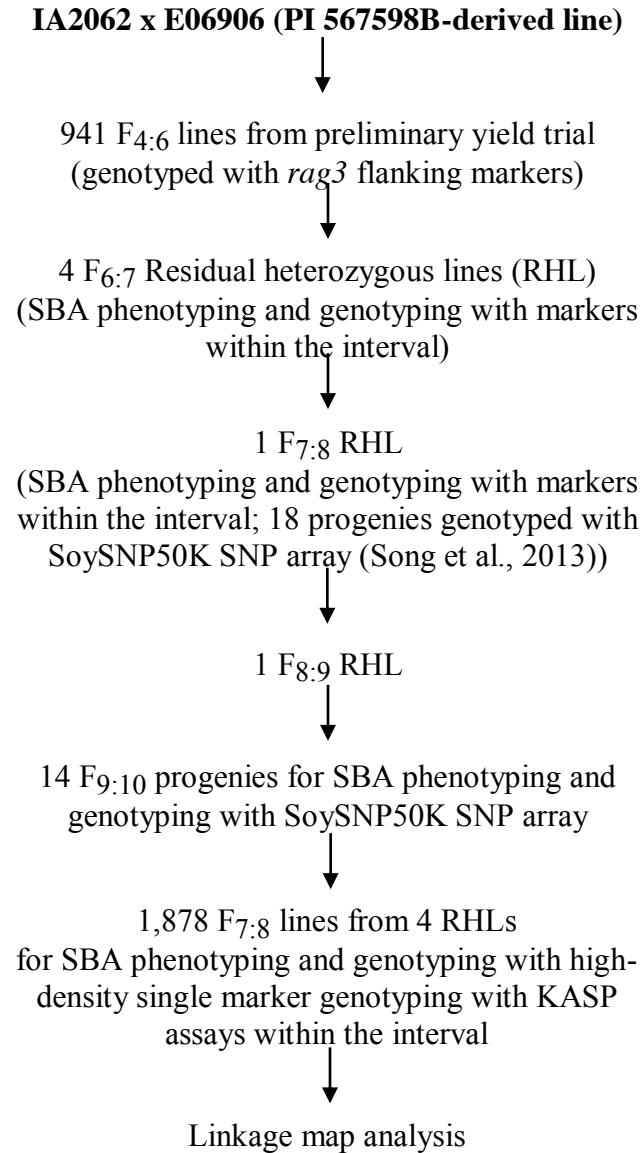 IA2062 x E06906 (PI 567598B-derived line)
941 F4:6 lines from preliminary yield trial
(genotyped with rag3 flanking markers)
4 F6:7 Residual heterozygous lines (RHL)
(SBA phenotyping and genotyping with markers
within the interval)
1 F7:8 RHL
(SBA phenotyping and genotyping with markers
within the interval; 18 progenies genotyped with
SoySNP50K SNP array (Song et al., 2013))
1 F8:9 RHL
14 F9:10 progenies for SBA phenotyping and
genotyping with SoySNP50K SNP array
1,878 F7:8 lines from 4 RHLs
for SBA phenotyping and genotyping with high-
density single marker genotyping with KASP
assays within the interval
Linkage map analysis